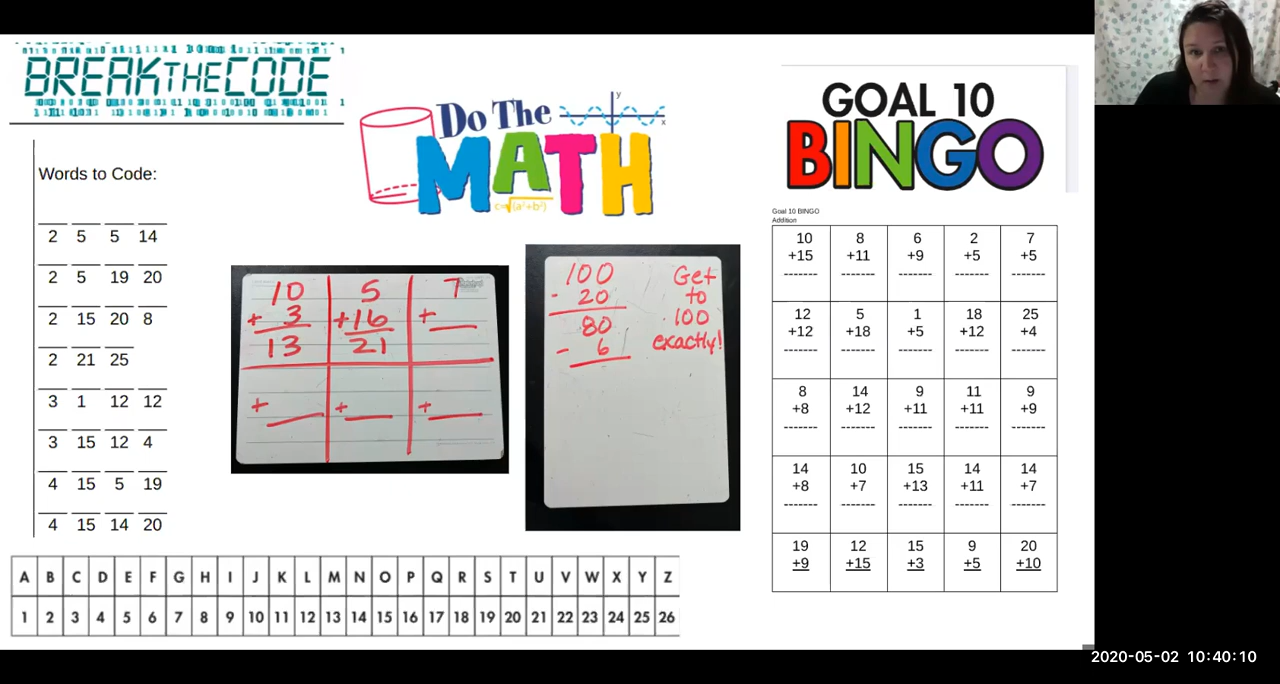 BREAK THE CODE
Words to Code:
2 5 5 14
2 5 19 20
2 15 20 8
2 21 25
3 1 12 12
3 15 12 4
4 15 5 19
4 15 14 20
Do The
MATH
y
x
c=√(a²+b²)
10 5 7
+ 3 +16 +
13 21
+ + +
100
- 20
80
- 6
Get
to
100
exactly!
GOAL 10
BINGO
Goal 10 BINGO
Addition
10 8 6 2 7
+15 +11 +9 +5 +5
------- ------- ------- ------- -------
12 5 1 18 25
+12 +18 +5 +12 +4
------- ------- ------- ------- -------
8 14 9 11 9
+8 +12 +11 +11 +9
------- ------- ------- ------- -------
14 10 15 14 14
+8 +7 +13 +11 +7
------- ------- ------- ------- -------
19 12 15 9 20
+9 +15 +3 +5 +10
A B C D E F G H I J K L M N O P Q R S T U V W X Y Z
1 2 3 4 5 6 7 8 9 10 11 12 13 14 15 16 17 18 19 20 21 22 23 24 25 26
2020-05-02 10:40:10